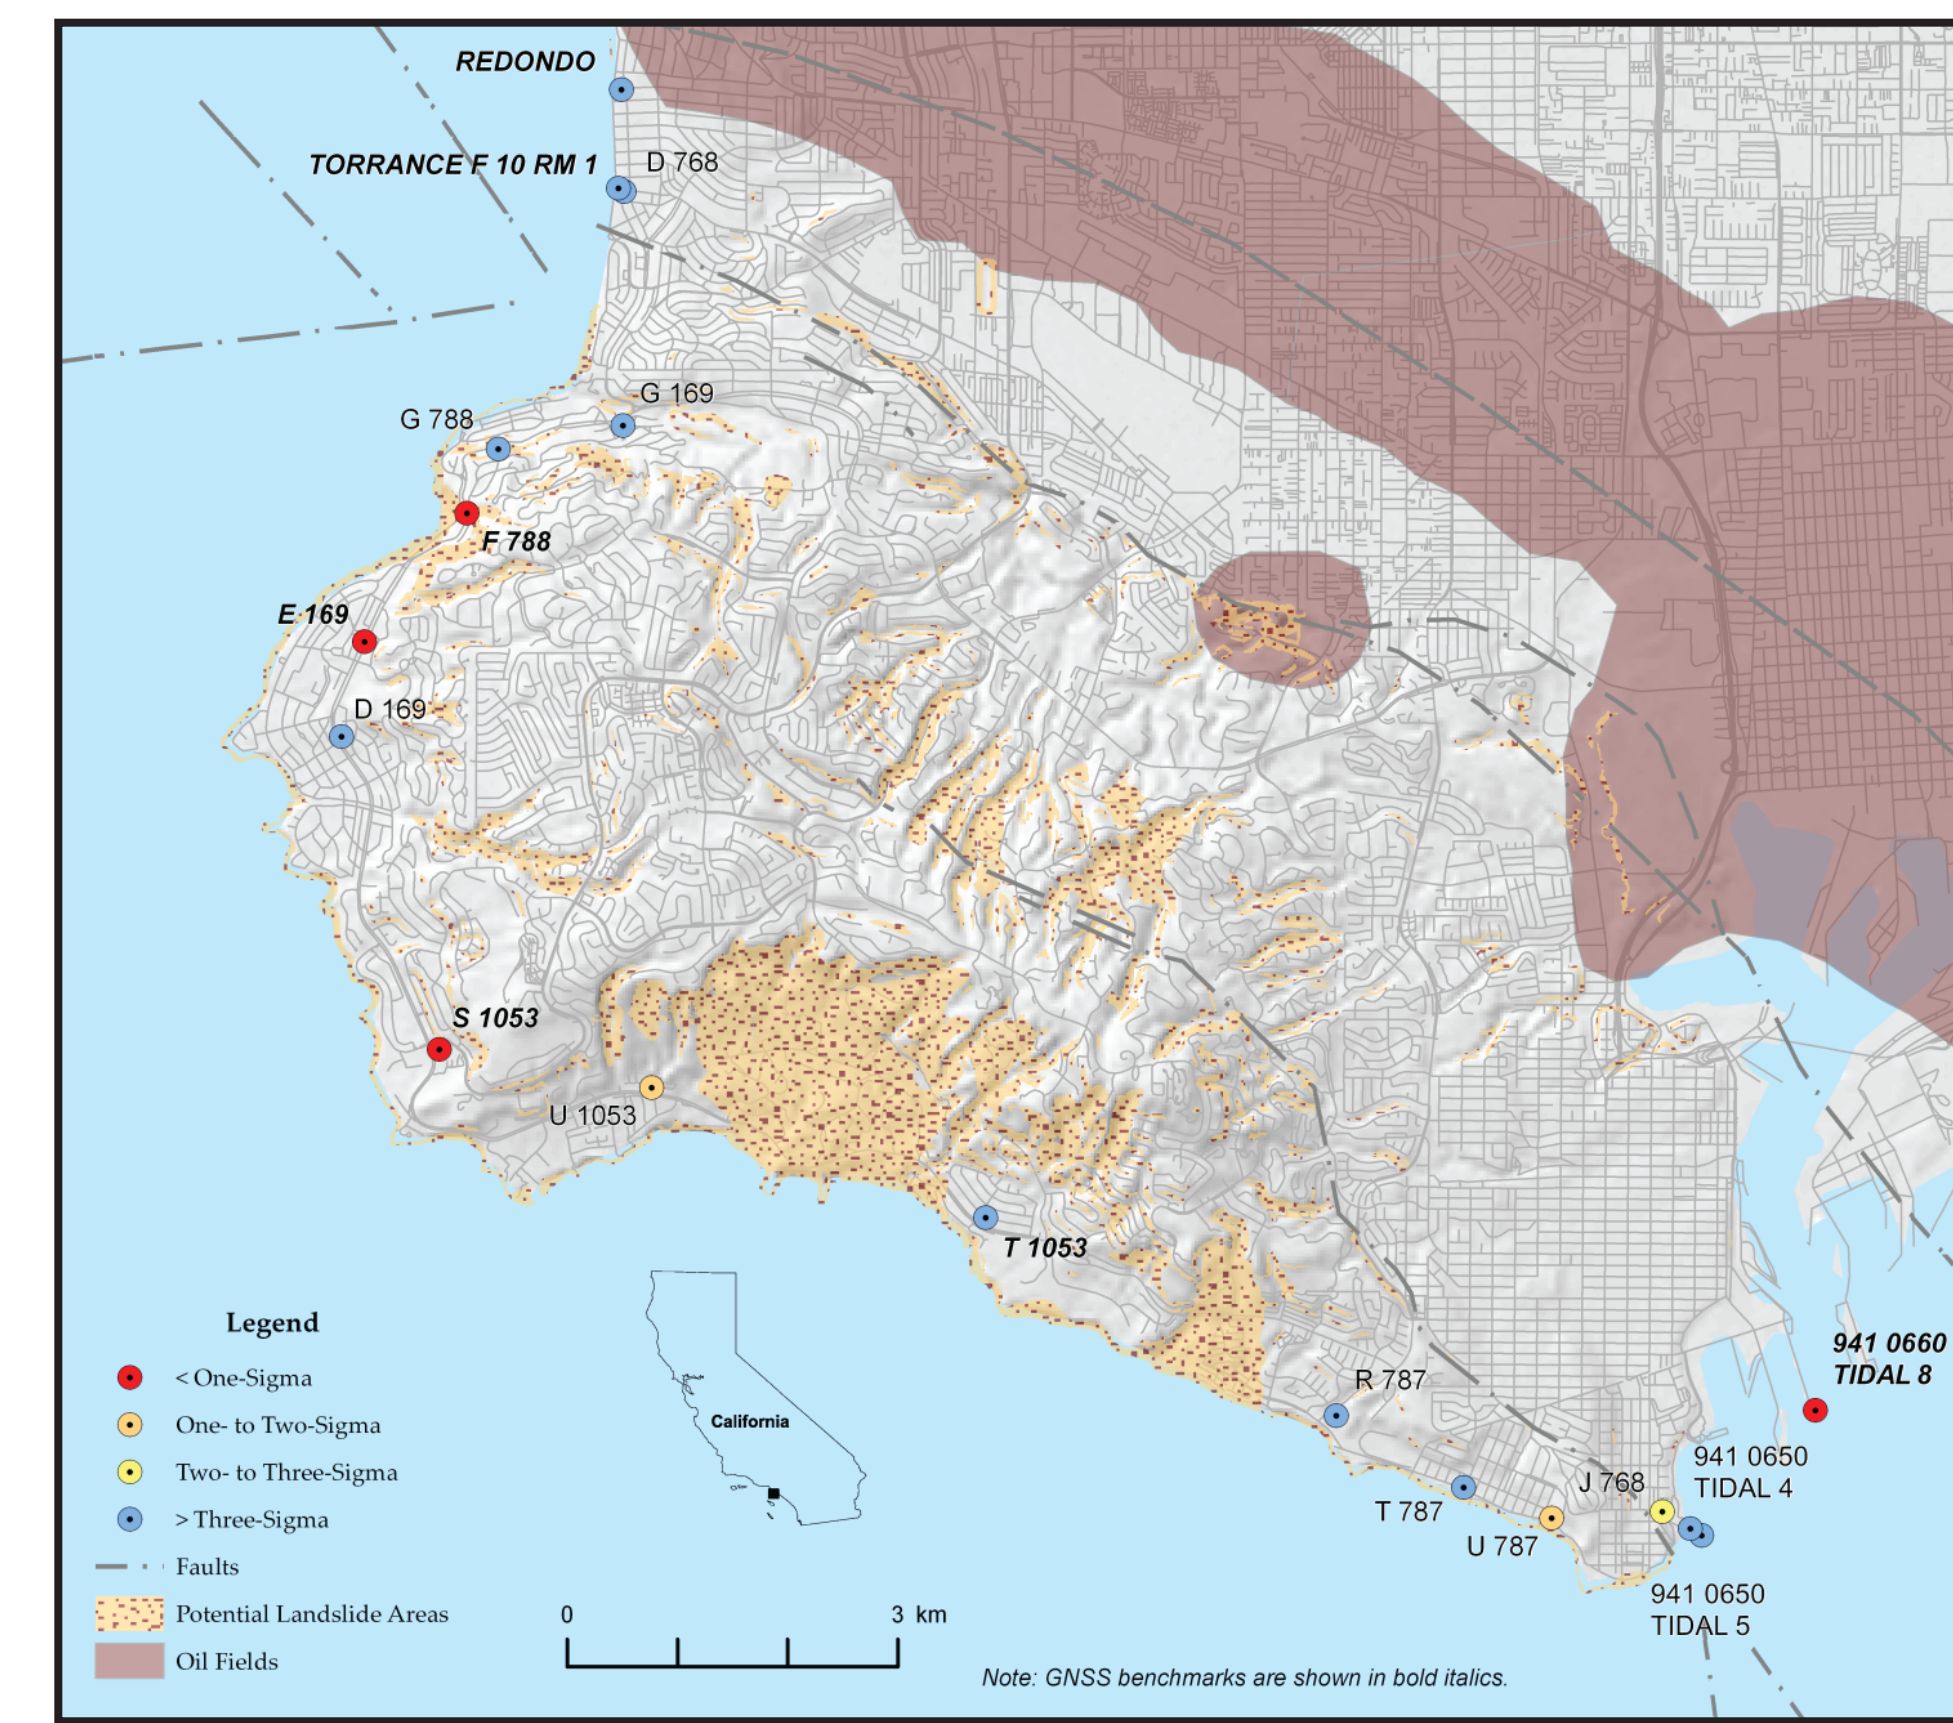 REDONDO
TORRANCE F 10 RM 1
D 768
G 169
G 788
F 788
E 169
D 169
S 1053
U 1053
T 1053
941 0660
TIDAL 8
R 787
941 0650
TIDAL 4
J 768
T 787
U 787
941 0650
TIDAL 5
Legend
< One-Sigma
One- to Two-Sigma
Two- to Three-Sigma
> Three-Sigma
Faults
Potential Landslide Areas
Oil Fields
California
0 3 km
Note: GNSS benchmarks are shown in bold italics.